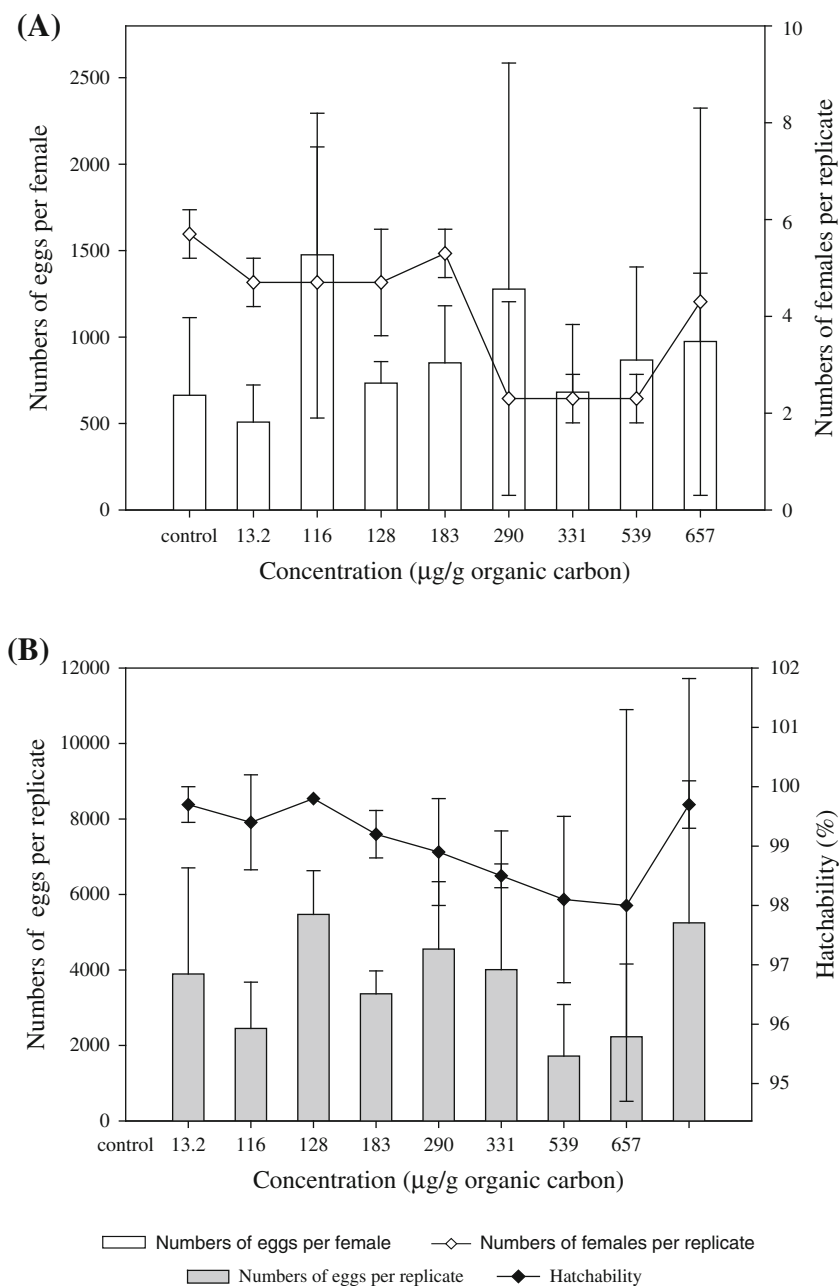 (A)
2500
2000
1500
1000
500
0
Numbers of eggs per female
10
8
6
4
2
0
Numbers of females per replicate
control 13.2 116 128 183 290 331 539 657
Concentration (µg/g organic carbon)
(B)
12000
10000
8000
6000
4000
2000
0
Numbers of eggs per replicate
102
101
100
99
98
97
96
95
Hatchability (%)
control 13.2 116 128 183 290 331 539 657
Concentration (µg/g organic carbon)
Numbers of eggs per female Numbers of females per replicate
Numbers of eggs per replicate Hatchability